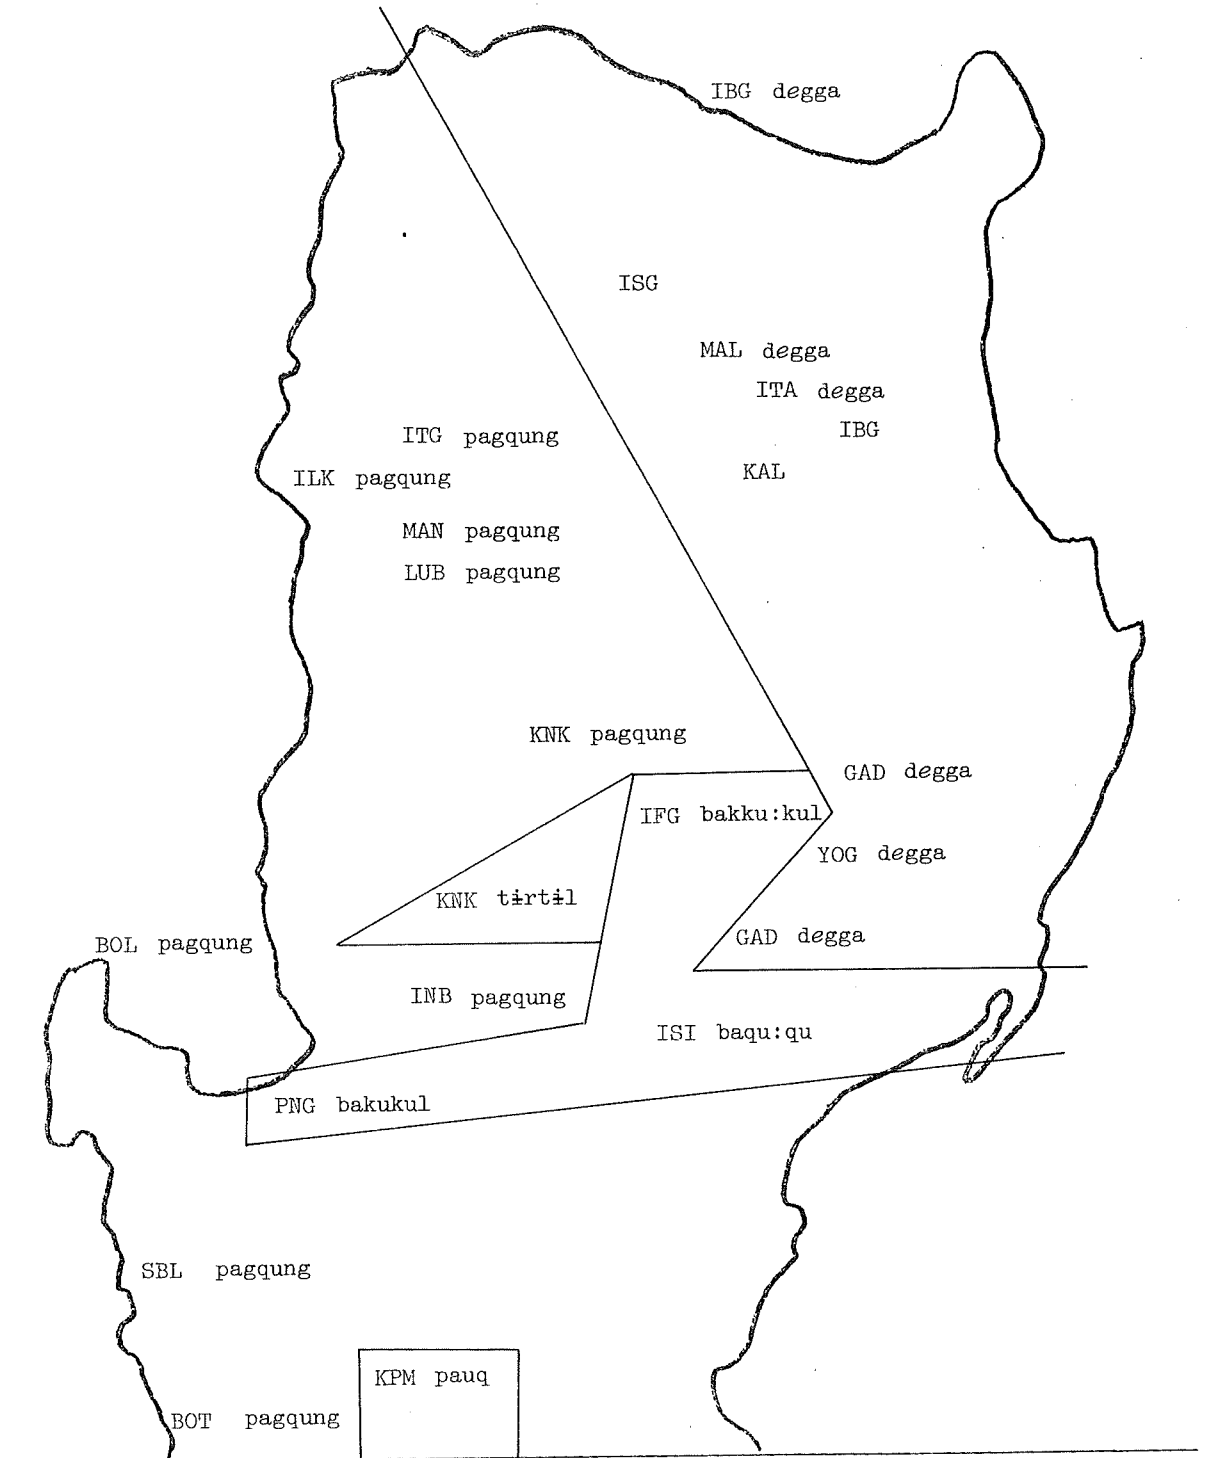 IBG degga
ISG
MAL degga
ITA degga
IBG
ITG pagqung
KAL
ILK pagqung
MAN pagqung
LUB pagqung
KNK pagqung
GAD degga
IFG bakku:kul
YOG degga
KNK tɨrtɨl
GAD degga
BOL pagqung
INB pagqung
ISI baqu:qu
PNG bakukul
SBL pagqung
KPM pauq
BOT pagqung